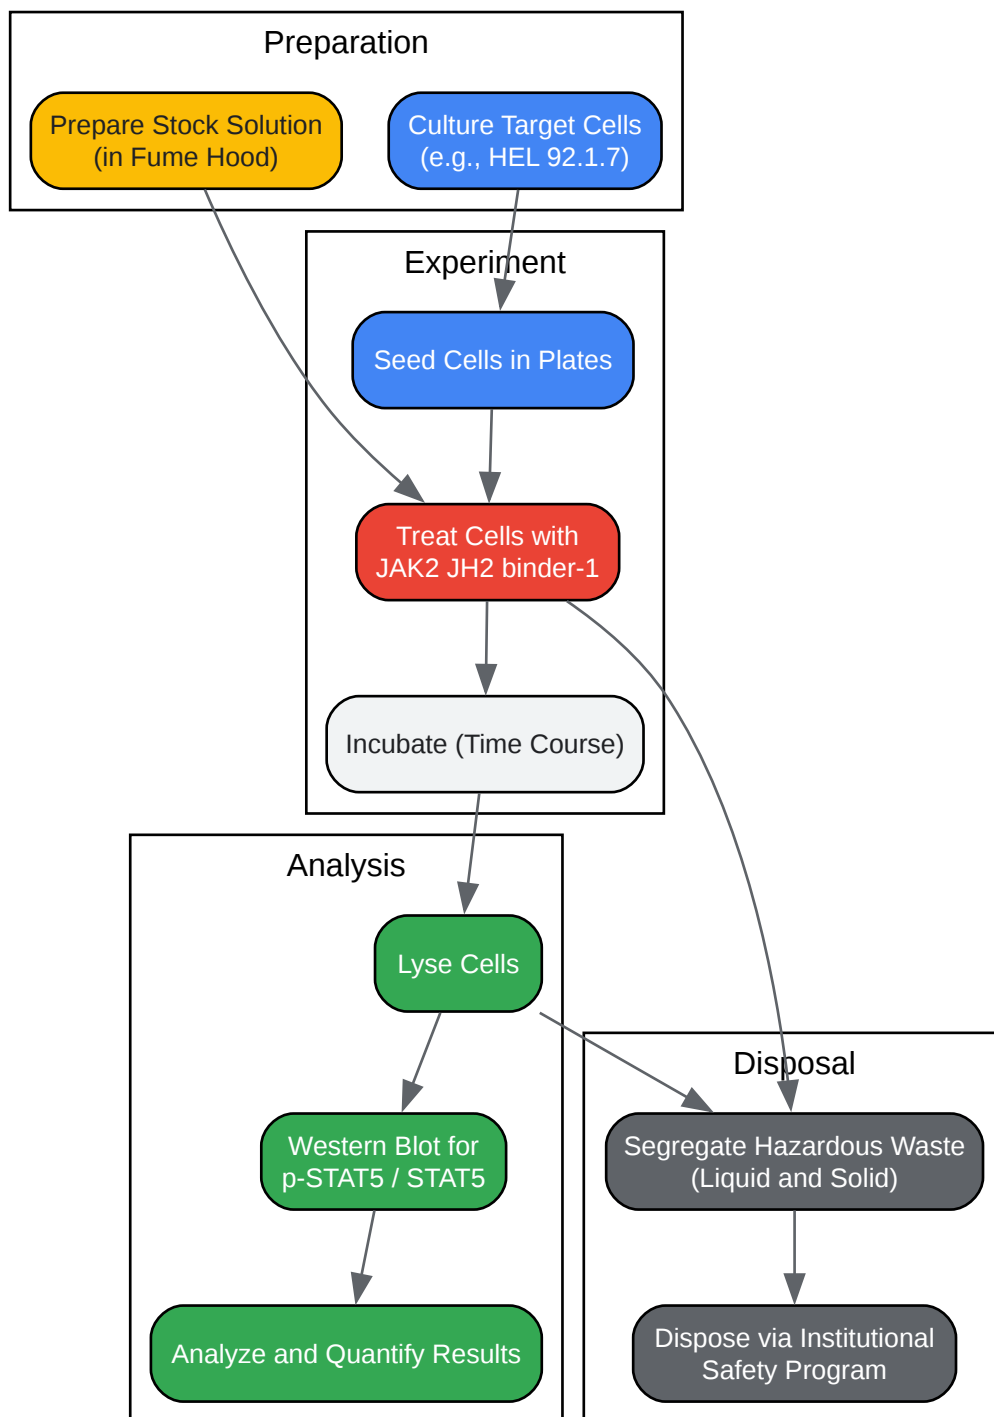 Preparation
Prepare Stock Solution
(in Fume Hood)
Culture Target Cells
(e.g., HEL 92.1.7)
Experiment
Seed Cells in Plates
Treat Cells with
JAK2 JH2 binder-1
Incubate (Time Course)
Analysis
Lyse Cells
Disposal
Western Blot for
p-STAT5 / STAT5
Segregate Hazardous Waste
(Liquid and Solid)
Analyze and Quantify Results
Dispose via Institutional
Safety Program